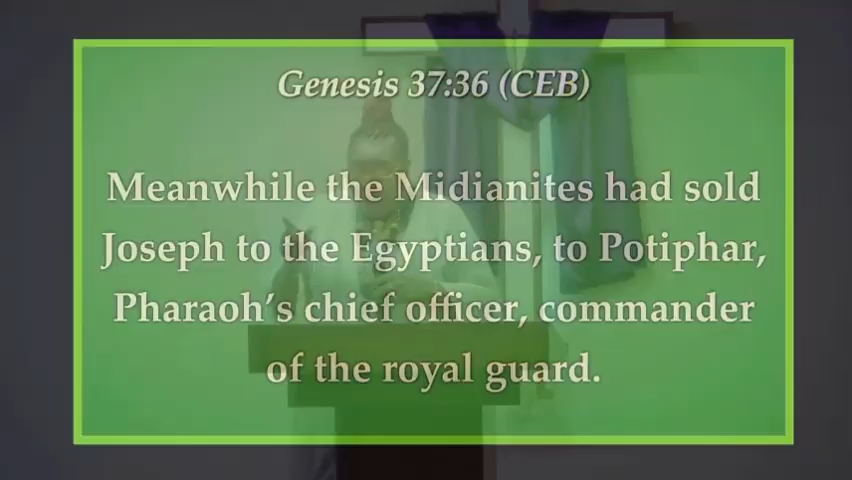 Genesis 37:36 (CEB)
Meanwhile the Midianites had sold
Joseph to the Egyptians, to Potiphar,
Pharaoh's chief officer, commander
of the royal guard.